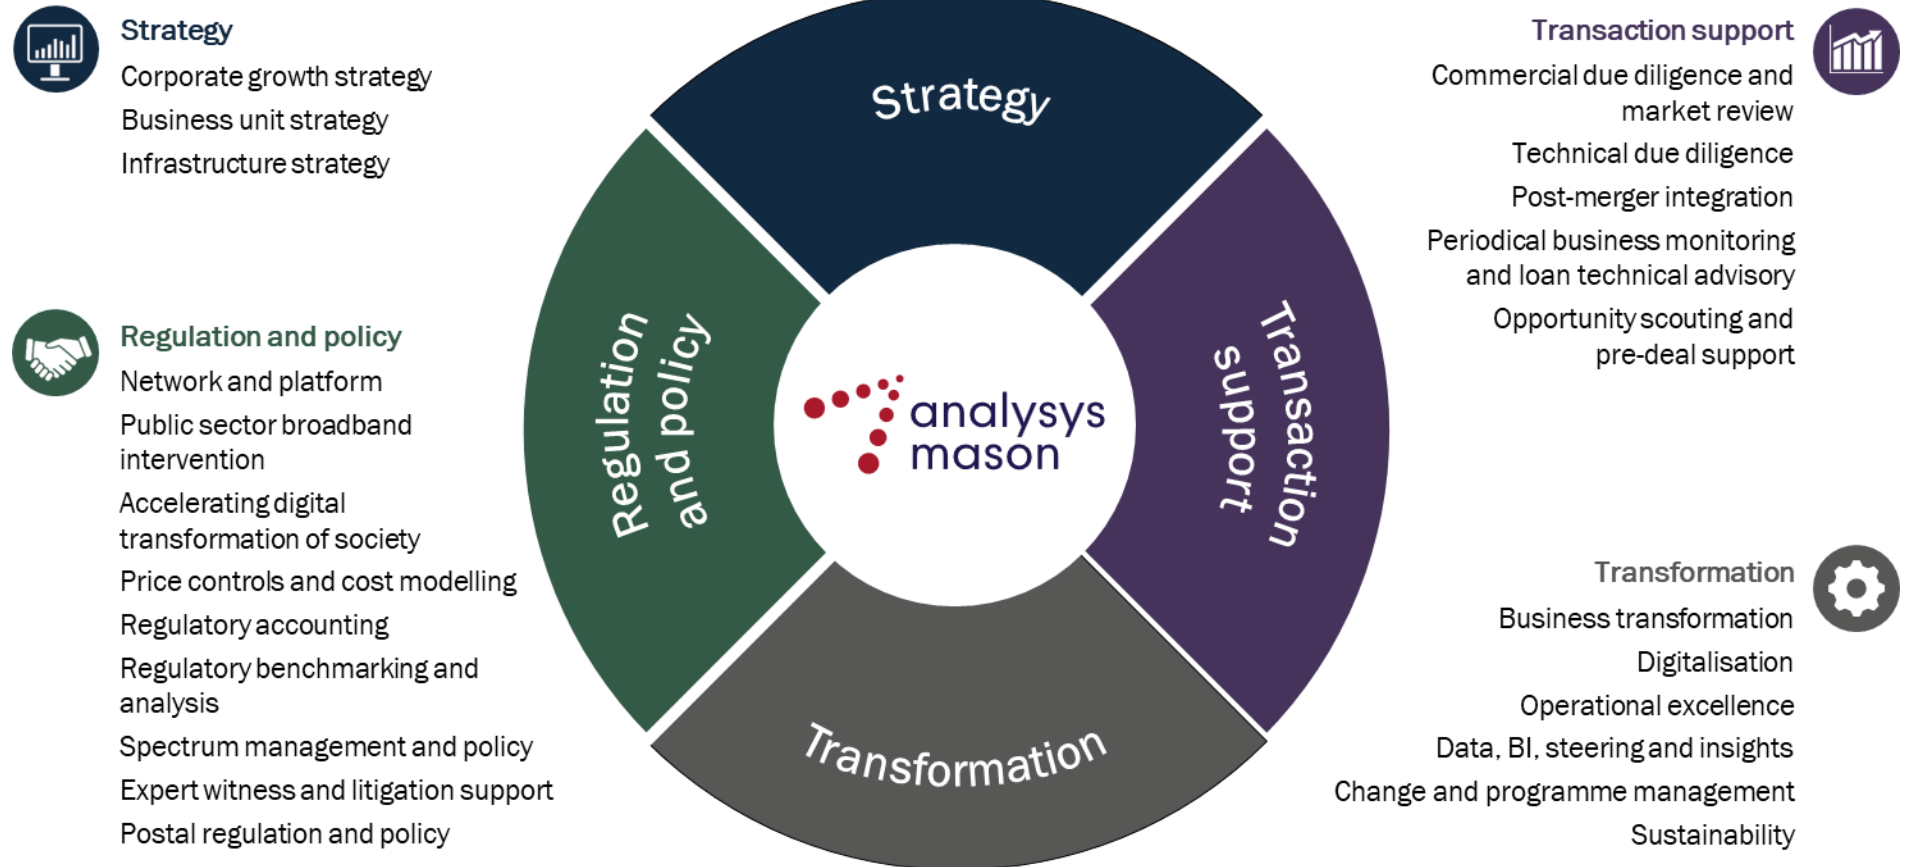 Strategy
Corporate growth strategy
Business unit strategy
Infrastructure strategy
Regulation and policy
Network and platform
Public sector broadband
intervention
Accelerating digital
transformation of society
Price controls and cost modelling
Regulatory accounting
Regulatory benchmarking and
analysis
Spectrum management and policy
Expert witness and litigation support
Postal regulation and policy
Strategy
Regulation
and policy
analysys
mason
Transaction
support
Transformation
Transaction support
Commercial due diligence and
market review
Technical due diligence
Post-merger integration
Periodical business monitoring
and loan technical advisory
Opportunity scouting and
pre-deal support
Transformation
Business transformation
Digitalisation
Operational excellence
Data, BI, steering and insights
Change and programme management
Sustainability